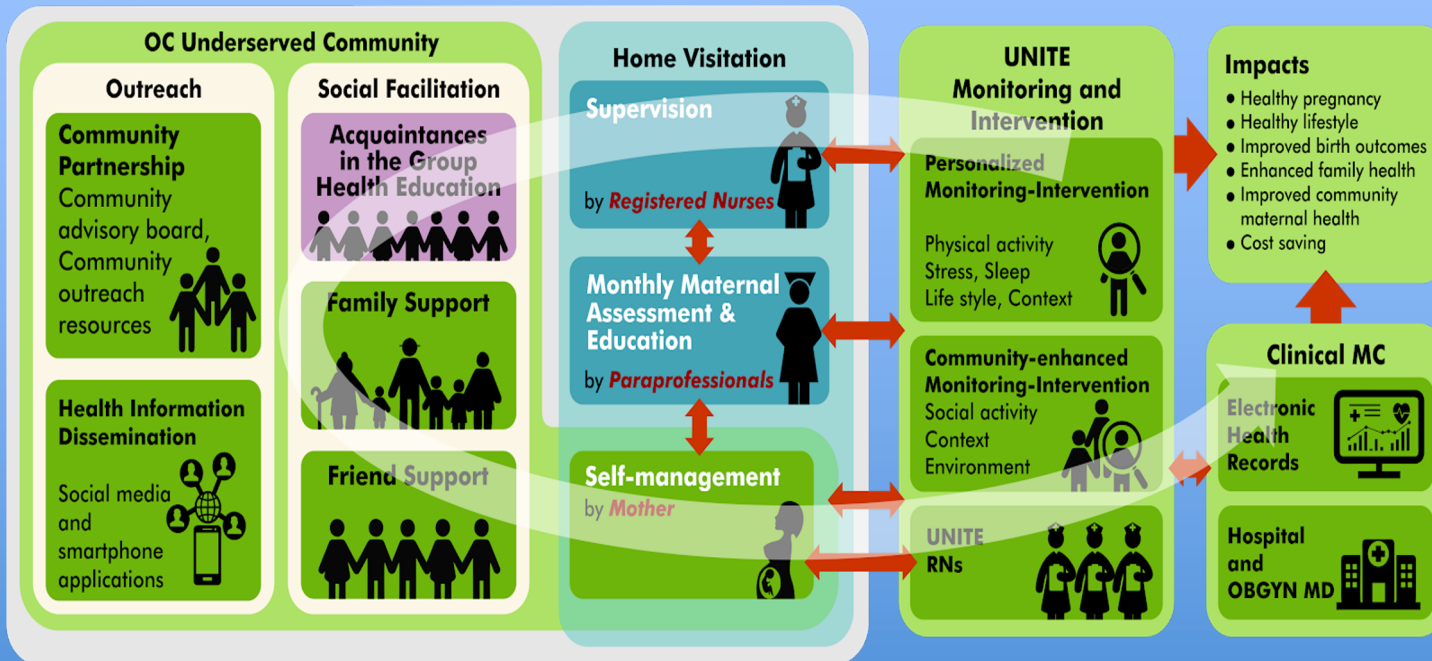 OC Underserved Community
Outreach
Community
Partnership
Community
advisory board,
Community
outreach
resources
Health Information
Dissemination
Social media
and
smartphone
applications
Social Facilitation
Acquaintances
in the Group
Health Education
Family Support
Friend Support
Home Visitation
Supervision
by Registered Nurses
Monthly Maternal
Assessment &
Education
by Paraprofessionals
Self-management
by Mother
UNITE
Monitoring and
Intervention
Personalized
Monitoring-Intervention
Physical activity
Stress, Sleep
Life style, Context
Community-enhanced
Monitoring-Intervention
Social activity
Context
Environment
UNITE
RNs
Impacts
● Healthy pregnancy
● Healthy lifestyle
● Improved birth outcomes
● Enhanced family health
● Improved community
maternal health
● Cost saving
Clinical MC
Electronic
Health
Records
Hospital
and
OBGYN MD